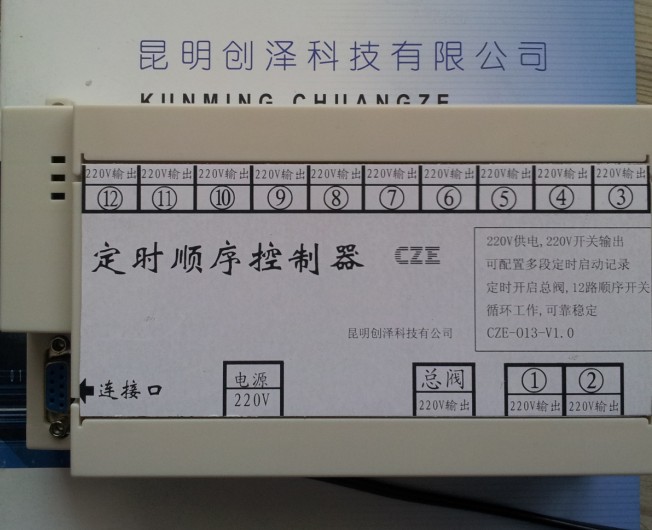 昆明创泽科技有限公司
KUNMING CHUANGZE
220V输出 220V输出 220V输出 220V输出 220V输出 220V输出 220V输出 220V输出 220V输出 220V输出
⑫ ⑪ ⑩ ⑨ ⑧ ⑦ ⑥ ⑤ ④ ③
定时顺序控制器 CZE
220V供电,220V开关输出
可配置多段定时启动记录
定时开启总阀,12路顺序开关
循环工作,可靠稳定
CZE-013-V1.0
昆明创泽科技有公司
连接口
电源
220V
总阀
220V输出
① ②
220V输出 220V输出